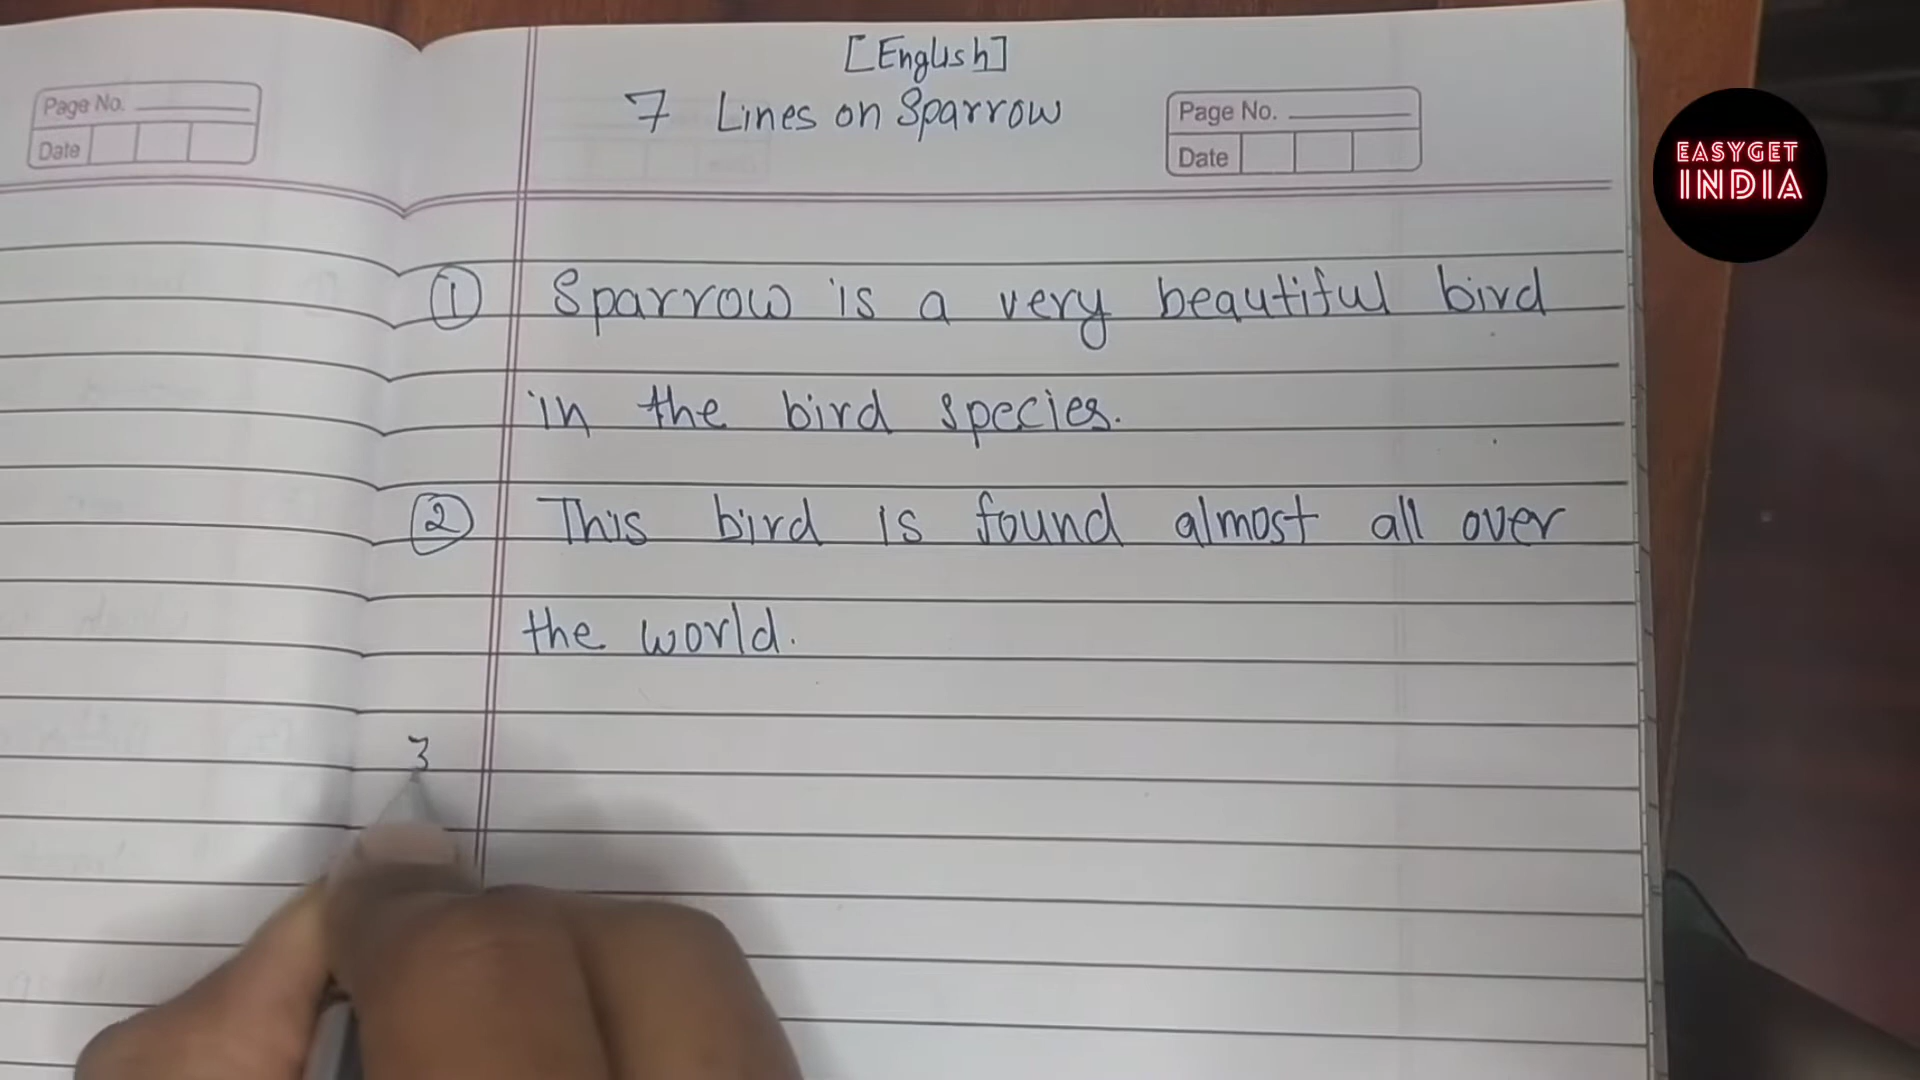 [English]
7 Lines on Sparrow
Page No.
Date
Page No.
Date
EASYGET
INDIA
① Sparrow is a very beautiful bird
in the bird species.
② This bird is found almost all over
the world.
3